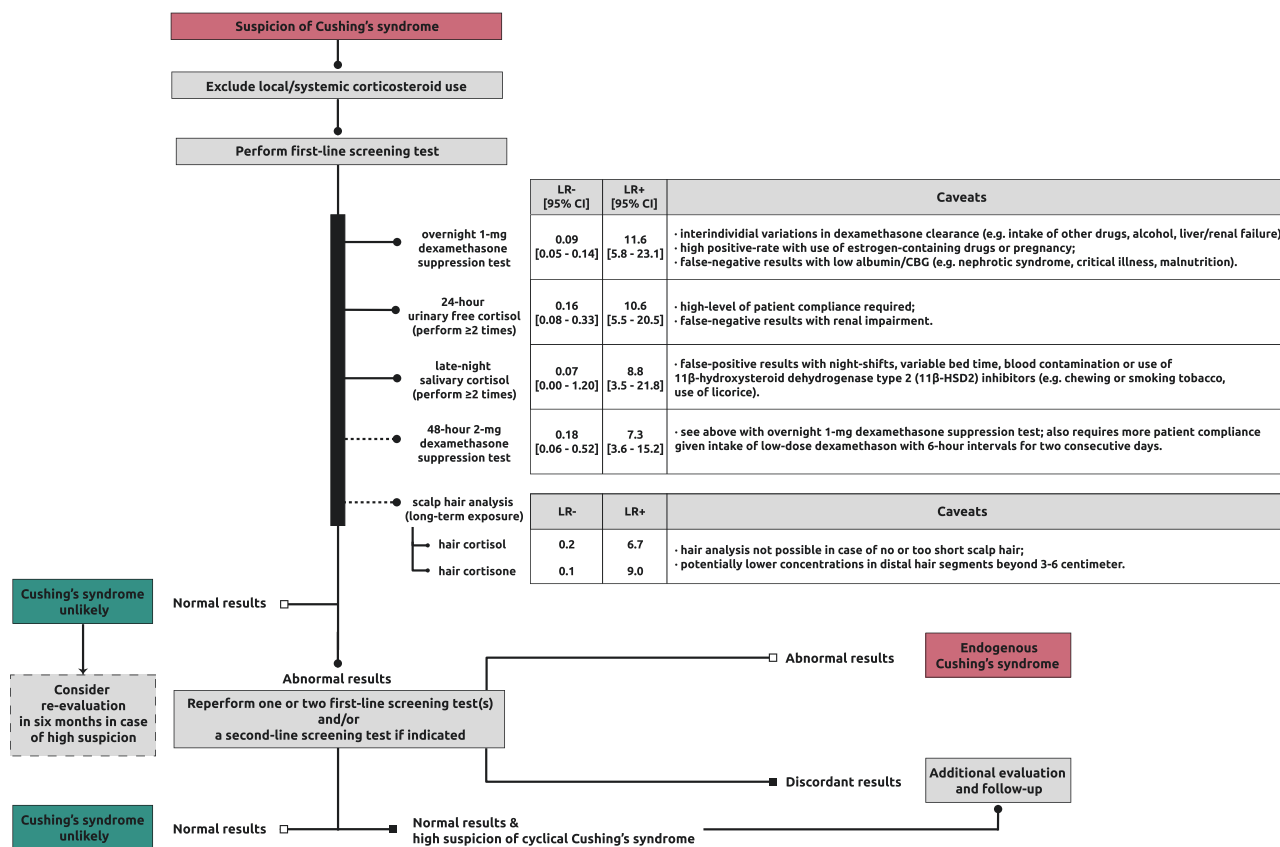 Suspicion of Cushing's syndrome
Exclude local/systemic corticosteroid use
Perform first-line screening test
LR-
[95% CI]
LR+
[95% CI]
Caveats
overnight 1-mg
dexamethasone
suppression test
0.09
[0.05 - 0.14]
11.6
[5.8 - 23.1]
· interindividial variations in dexamethasone clearance (e.g. intake of other drugs, alcohol, liver/renal failure)
· high positive-rate with use of estrogen-containing drugs or pregnancy;
· false-negative results with low albumin/CBG (e.g. nephrotic syndrome, critical illness, malnutrition).
24-hour
urinary free cortisol
(perform ≥2 times)
0.16
[0.08 - 0.33]
10.6
[5.5 - 20.5]
· high-level of patient compliance required;
· false-negative results with renal impairment.
late-night
salivary cortisol
(perform ≥2 times)
0.07
[0.00 - 1.20]
8.8
[3.5 - 21.8]
· false-positive results with night-shifts, variable bed time, blood contamination or use of
11β-hydroxysteroid dehydrogenase type 2 (11β-HSD2) inhibitors (e.g. chewing or smoking tobacco,
use of licorice).
48-hour 2-mg
dexamethasone
suppression test
0.18
[0.06 - 0.52]
7.3
[3.6 - 15.2]
· see above with overnight 1-mg dexamethasone suppression test; also requires more patient compliance
given intake of low-dose dexamethason with 6-hour intervals for two consecutive days.
scalp hair analysis
(long-term exposure)
LR-
LR+
Caveats
hair cortisol
0.2
6.7
hair cortisone
0.1
9.0
· hair analysis not possible in case of no or too short scalp hair;
· potentially lower concentrations in distal hair segments beyond 3-6 centimeter.
Cushing's syndrome
unlikely
Normal results
Consider
re-evaluation
in six months in case
of high suspicion
Abnormal results
Reperform one or two first-line screening test(s)
and/or
a second-line screening test if indicated
Abnormal results
Endogenous
Cushing's syndrome
Discordant results
Additional evaluation
and follow-up
Cushing's syndrome
unlikely
Normal results
Normal results &
high suspicion of cyclical Cushing's syndrome